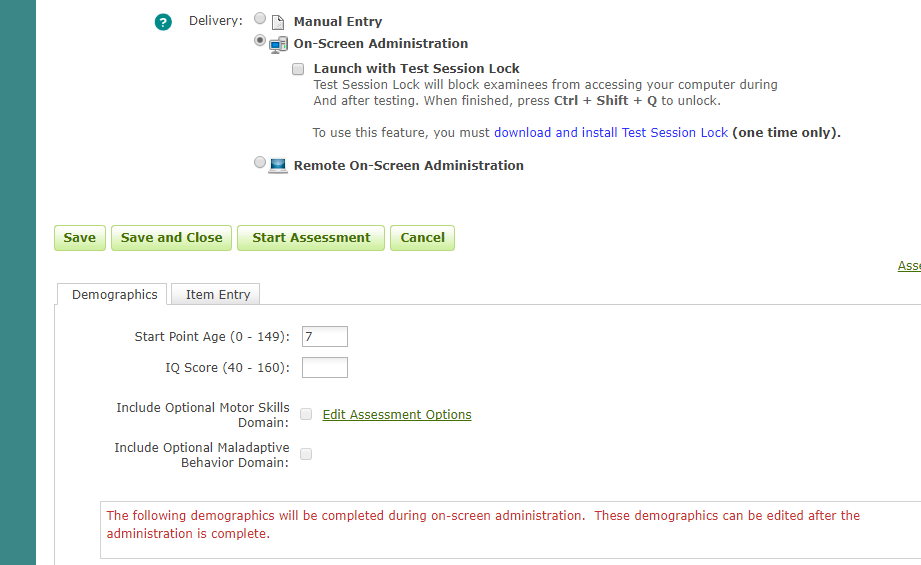 ? Delivery: Manual Entry
On-Screen Administration
Launch with Test Session Lock
Test Session Lock will block examinees from accessing your computer during
And after testing. When finished, press Ctrl + Shift + Q to unlock.
To use this feature, you must download and install Test Session Lock (one time only).
Remote On-Screen Administration
Save Save and Close Start Assessment Cancel
Asse
Demographics Item Entry
Start Point Age (0 - 149): 7
IQ Score (40 - 160):
Include Optional Motor Skills
Domain: Edit Assessment Options
Include Optional Maladaptive
Behavior Domain:
The following demographics will be completed during on-screen administration. These demographics can be edited after the
administration is complete.